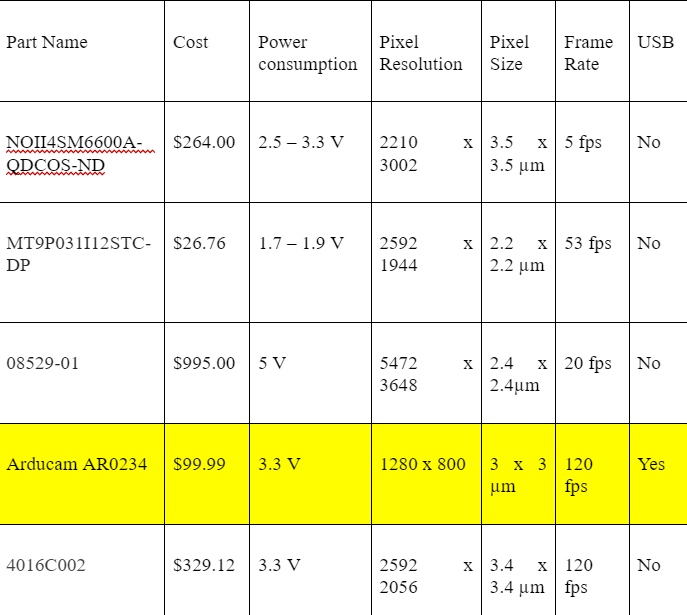 Part Name Cost Power consumption Pixel Resolution Pixel Size Frame Rate USB
NOII4SM6600A-QDCOS-ND $264.00 2.5 – 3.3 V 2210 x 3002 3.5 x 3.5 µm 5 fps No
MT9P031I12STC-DP $26.76 1.7 – 1.9 V 2592 x 1944 2.2 x 2.2 µm 53 fps No
08529-01 $995.00 5 V 5472 x 3648 2.4 x 2.4µm 20 fps No
Arducam AR0234 $99.99 3.3 V 1280 x 800 3 x 3 µm 120 fps Yes
4016C002 $329.12 3.3 V 2592 x 2056 3.4 x 3.4 µm 120 fps No